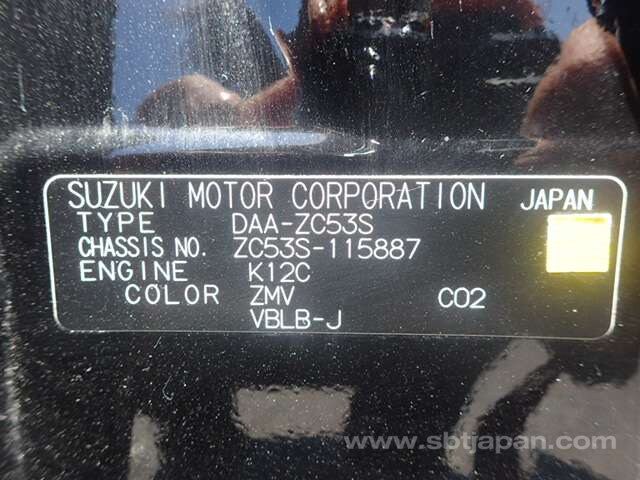 SUZUKI MOTOR CORPORATION JAPAN
TYPE DAA-ZC53S
CHASSIS NO. ZC53S-115887
ENGINE K12C
COLOR ZMV C02
VBLB-J
www.sbtjapan.com